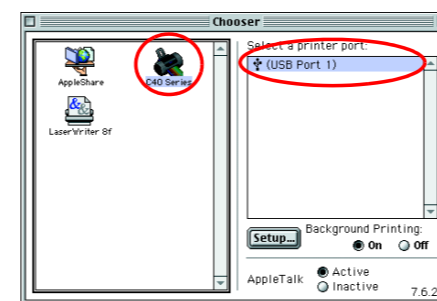 Chooser
AppleShare
C40 Series
LaserWriter 8f
Select a printer port:
(USB Port 1)
Setup...
Background Printing:
On Off
AppleTalk
Active
Inactive
7.6.2